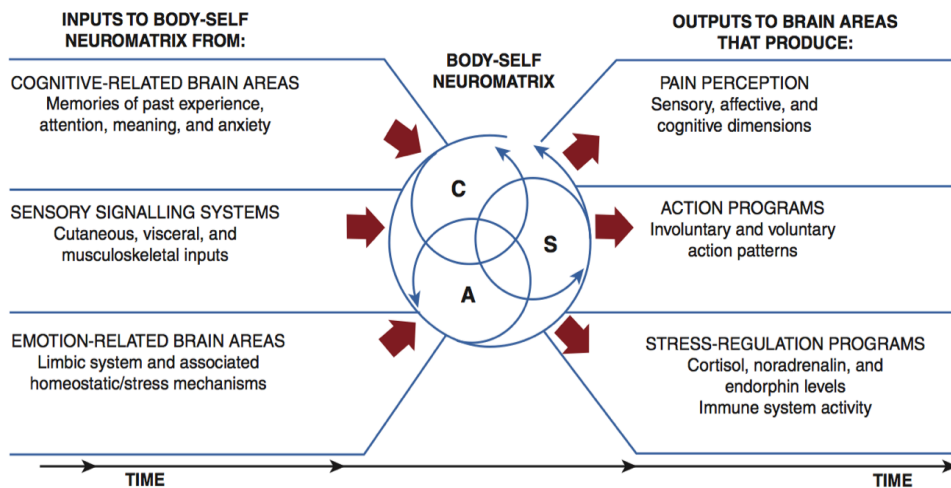 INPUTS TO BODY-SELF
NEUROMATRIX FROM:
COGNITIVE-RELATED BRAIN AREAS
Memories of past experience,
attention, meaning, and anxiety
SENSORY SIGNALLING SYSTEMS
Cutaneous, visceral, and
musculoskeletal inputs
EMOTION-RELATED BRAIN AREAS
Limbic system and associated
homeostatic/stress mechanisms
BODY-SELF
NEUROMATRIX
C
S
A
OUTPUTS TO BRAIN AREAS
THAT PRODUCE:
PAIN PERCEPTION
Sensory, affective, and
cognitive dimensions
ACTION PROGRAMS
Involuntary and voluntary
action patterns
STRESS-REGULATION PROGRAMS
Cortisol, noradrenalin, and
endorphin levels
Immune system activity
TIME
TIME